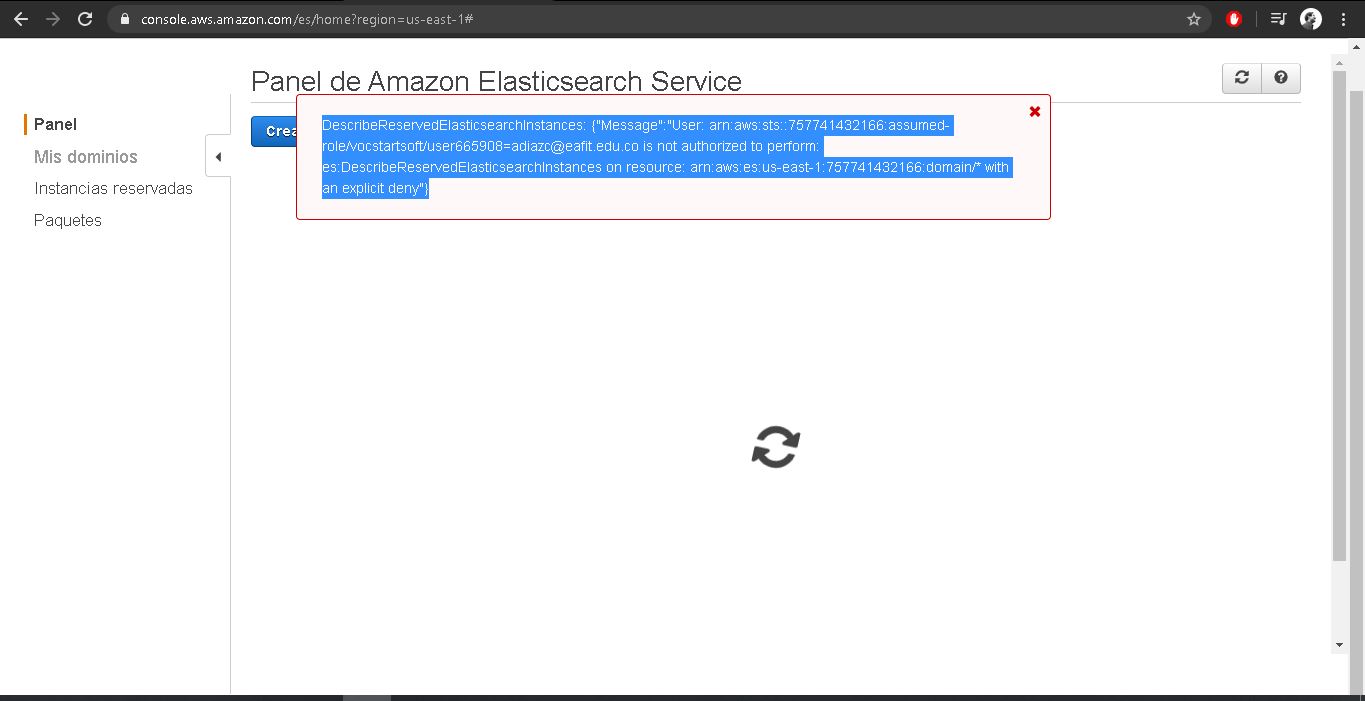 console.aws.amazon.com/es/home?region=us-east-1#
Panel de Amazon Elasticsearch Service
Panel
Mis dominios
Instancias reservadas
Paquetes
Crea
DescribeReservedElasticsearchInstances: {"Message":"User: arn:aws:sts::757741432166:assumed-
role/vocstartsoft/user665908=adiazc@eafit.edu.co is not authorized to perform:
es:DescribeReservedElasticsearchInstances on resource: arn:aws:es:us-east-1:757741432166:domain/* with
an explicit deny"}